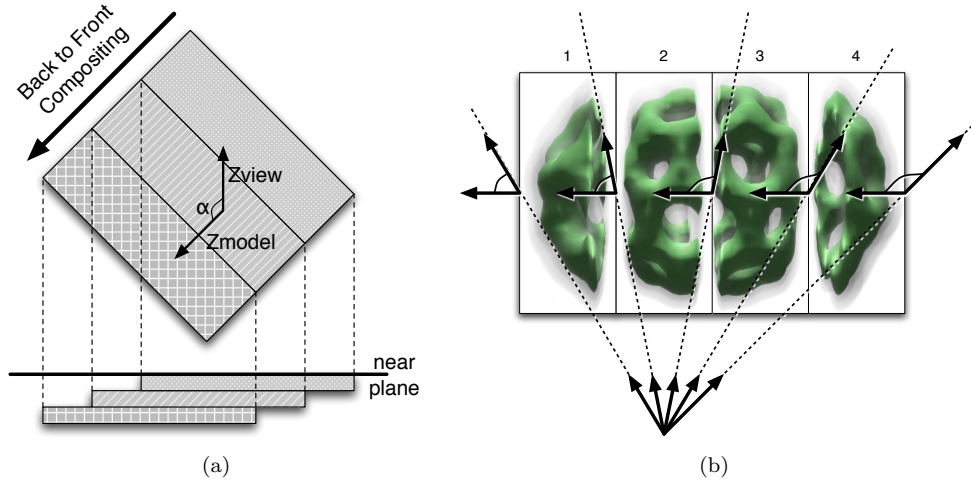 Back to Front
Compositing
Zview
α
Zmodel
near
plane
(a)
1 2 3 4
(b)